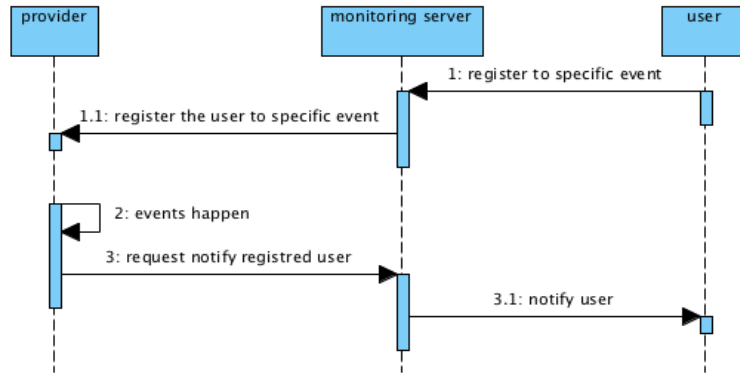 provider
monitoring server
user
1: register to specific event
1.1: register the user to specific event
2: events happen
3: request notify registred user
3.1: notify user